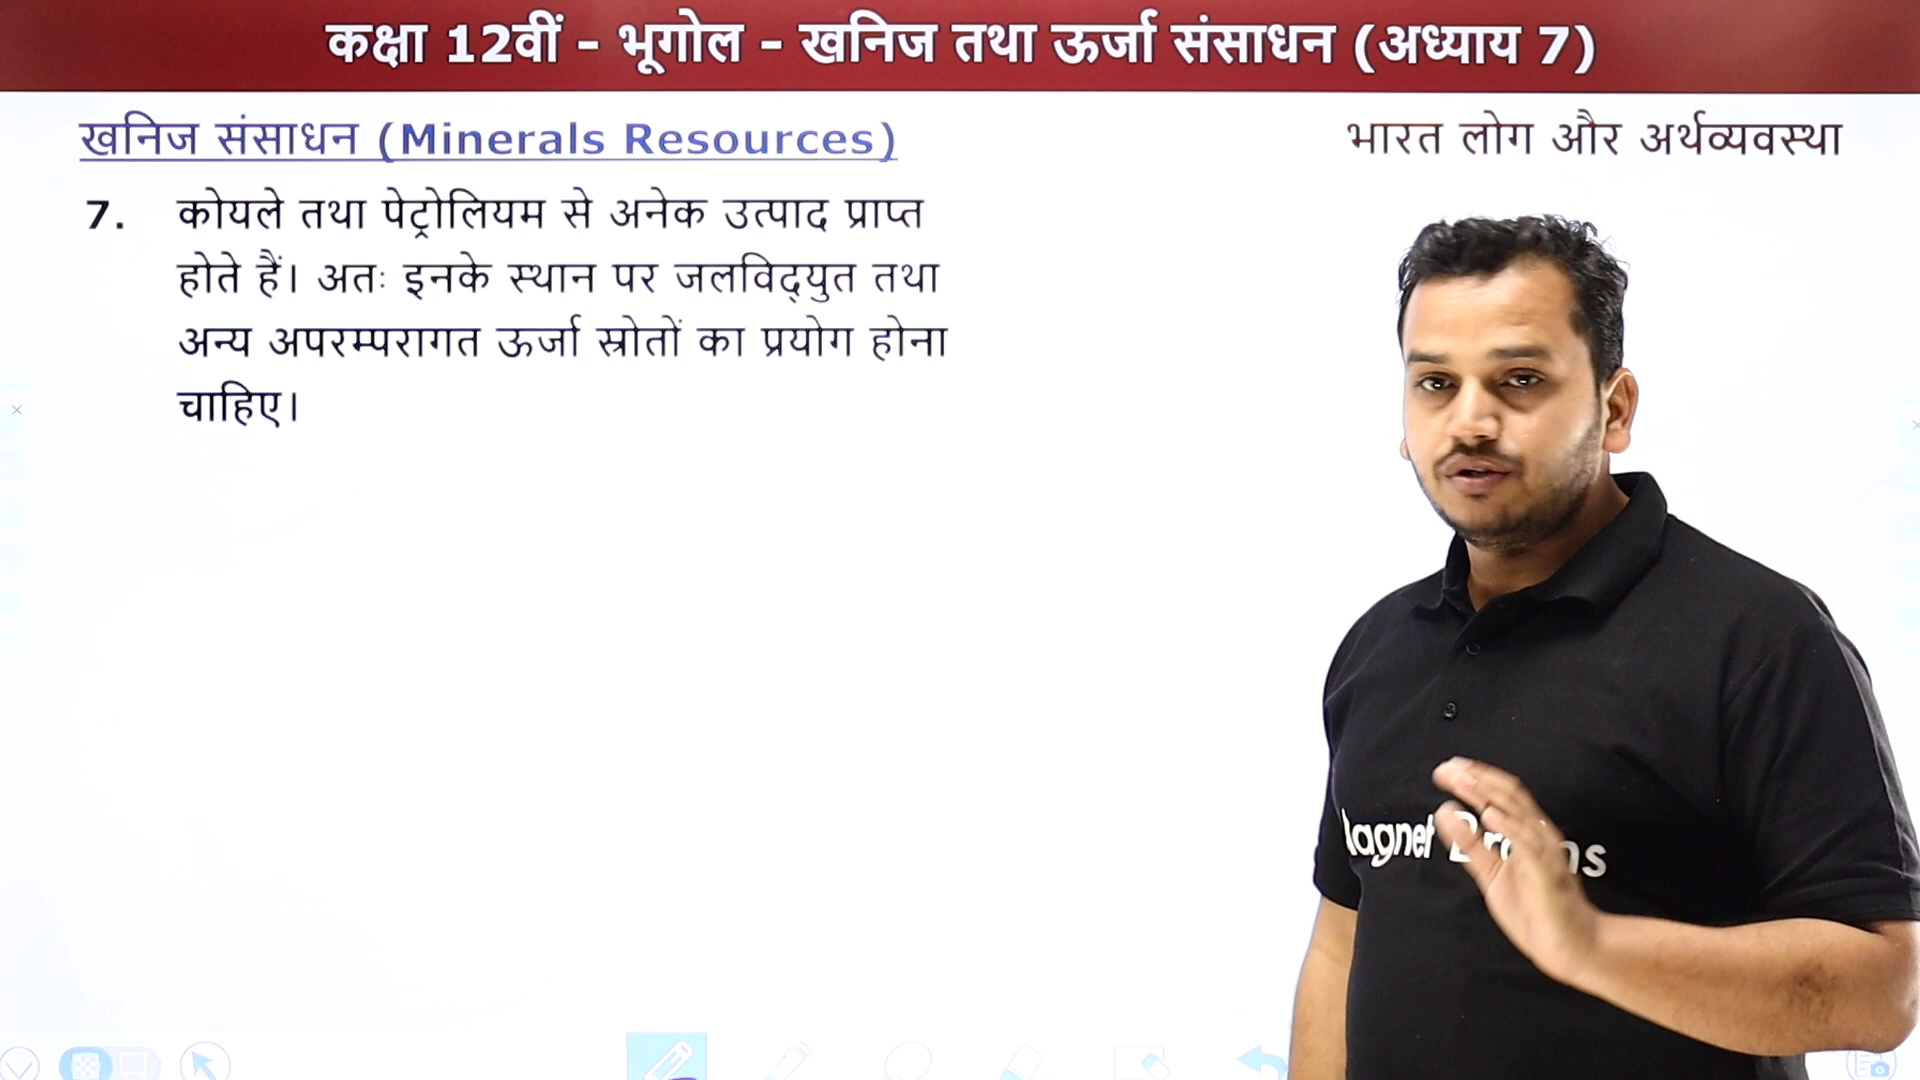 कक्षा 12वीं - भूगोल - खनिज तथा ऊर्जा संसाधन (अध्याय 7)
खनिज संसाधन (Minerals Resources)
भारत लोग और अर्थव्यवस्था
7. कोयले तथा पेट्रोलियम से अनेक उत्पाद प्राप्त
होते हैं। अतः इनके स्थान पर जलविद्युत तथा
अन्य अपरम्परागत ऊर्जा स्रोतों का प्रयोग होना
चाहिए।